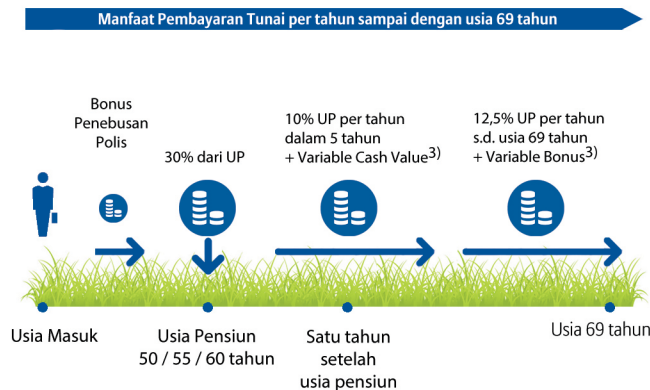 Manfaat Pembayaran Tunai per tahun sampai dengan usia 69 tahun
Bonus
Penebusan
Polis
30% dari UP
10% UP per tahun
dalam 5 tahun
+ Variable Cash Value3)
12,5% UP per tahun
s.d. usia 69 tahun
+ Variable Bonus3)
Usia Masuk
Usia Pensiun
50 / 55 / 60 tahun
Satu tahun
setelah
usia pensiun
Usia 69 tahun